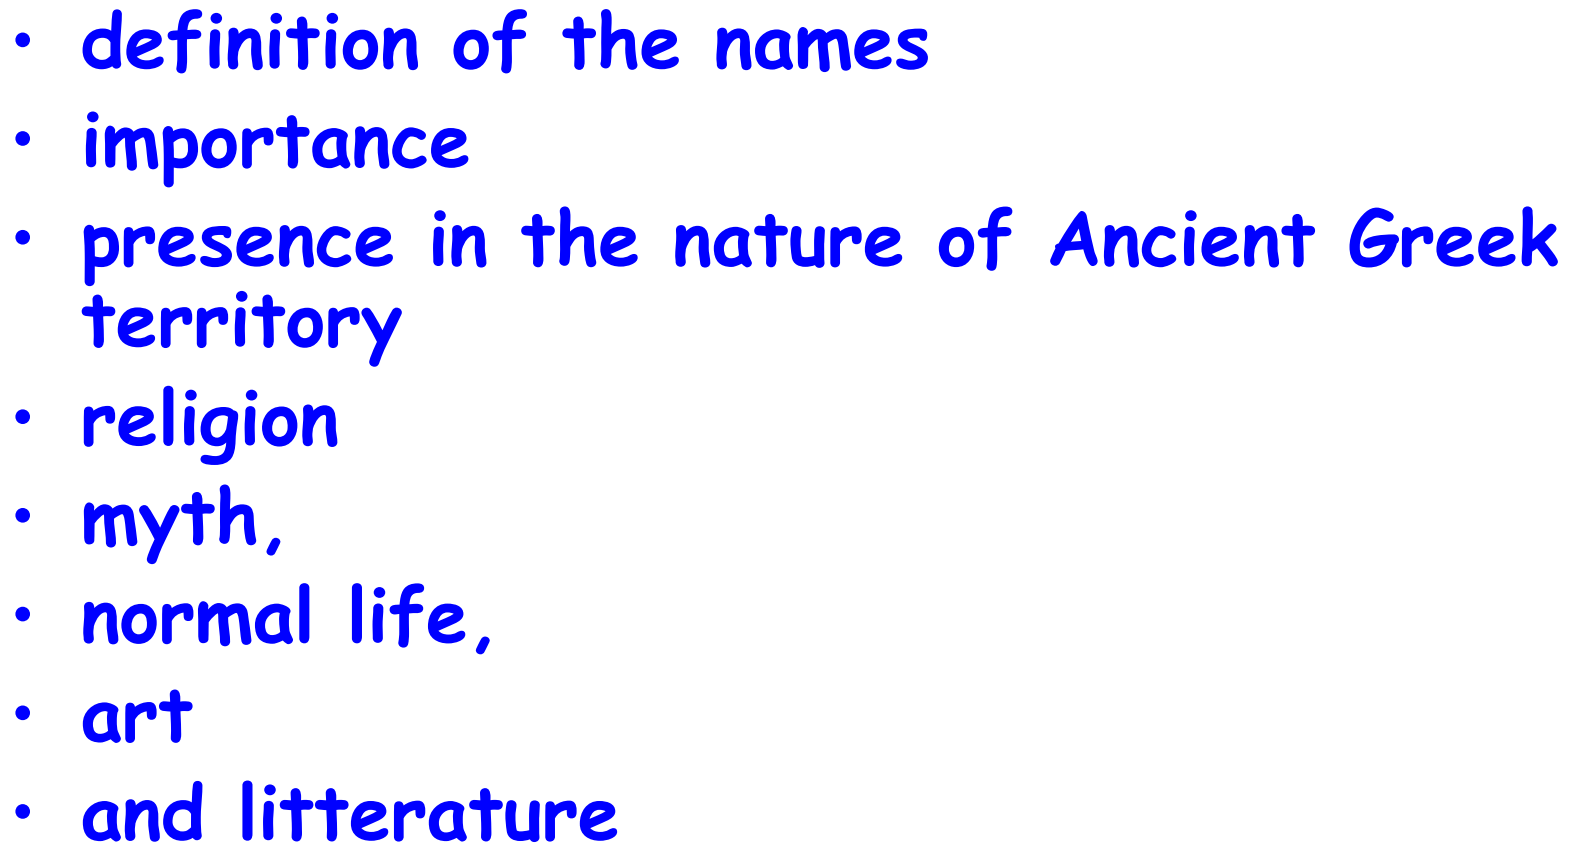 • definition of the names
• importance
• presence in the nature of Ancient Greek
territory
• religion
• myth,
• normal life,
• art
• and litterature